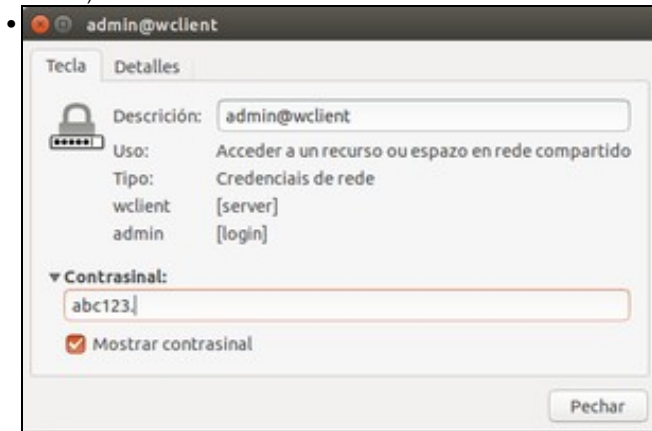 admin@wclient
Tecla Detalles
Descrición: admin@wclient
Uso: Acceder a un recurso ou espazo en rede compartido
Tipo: Credenciais de rede
wclient [server]
admin [login]
Contrasinal:
abc123.
Mostrar contrasinal
Pechar